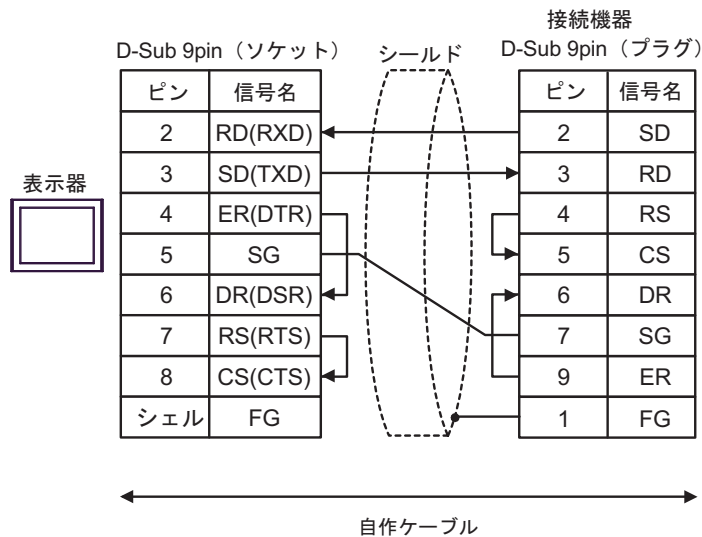 接続機器
D-Sub 9pin（ソケット） シールド D-Sub 9pin（プラグ）
ピン 信号名 ピン 信号名
2 RD(RXD) 2 SD
3 SD(TXD) 3 RD
表示器
4 ER(DTR) 4 RS
5 SG 5 CS
6 DR(DSR) 6 DR
7 RS(RTS) 7 SG
8 CS(CTS) 9 ER
シェル FG 1 FG
自作ケーブル